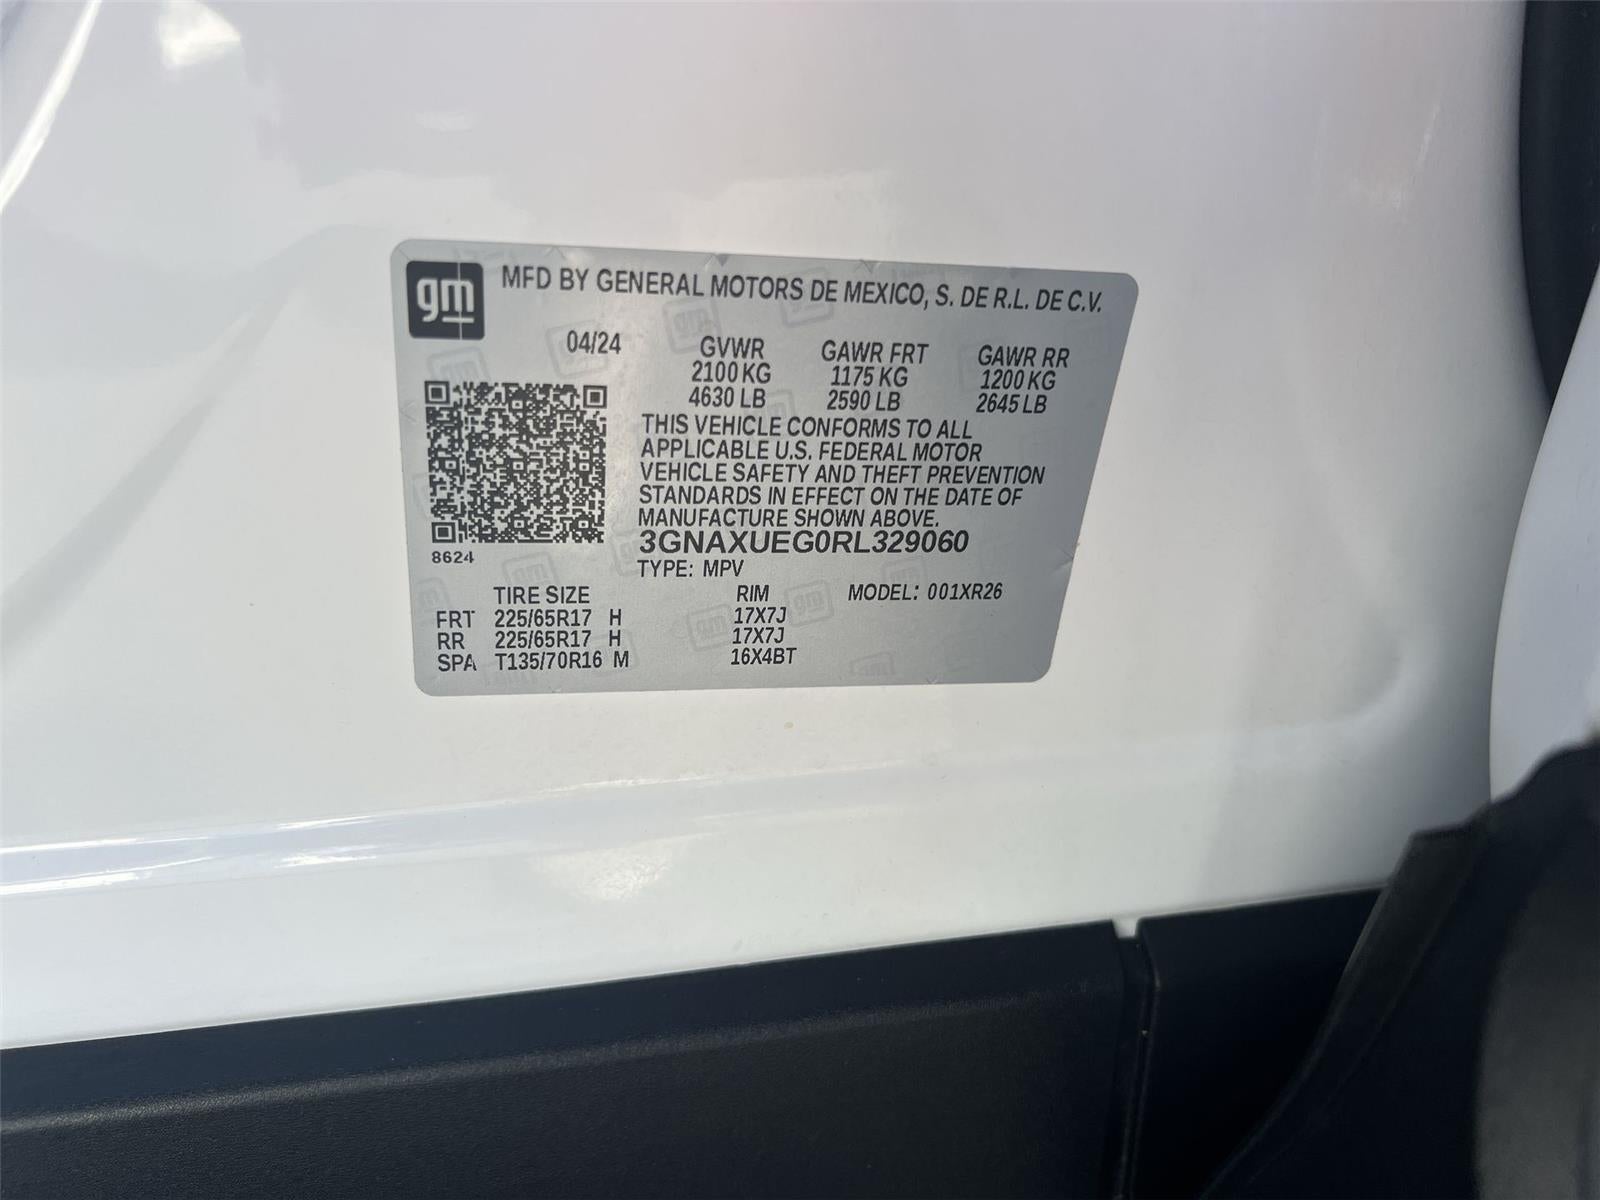 gm
MFD BY GENERAL MOTORS DE MEXICO, S. DE R.L. DE C.V.
04/24 GVWR GAWR FRT GAWR RR
2100 KG 1175 KG 1200 KG
4630 LB 2590 LB 2645 LB
THIS VEHICLE CONFORMS TO ALL
APPLICABLE U.S. FEDERAL MOTOR
VEHICLE SAFETY AND THEFT PREVENTION
STANDARDS IN EFFECT ON THE DATE OF
MANUFACTURE SHOWN ABOVE.
3GNAXUEG0RL329060
8624
TYPE: MPV
TIRE SIZE RIM MODEL: 001XR26
FRT 225/65R17 H 17X7J
RR 225/65R17 H 17X7J
SPA T135/70R16 M 16X4BT